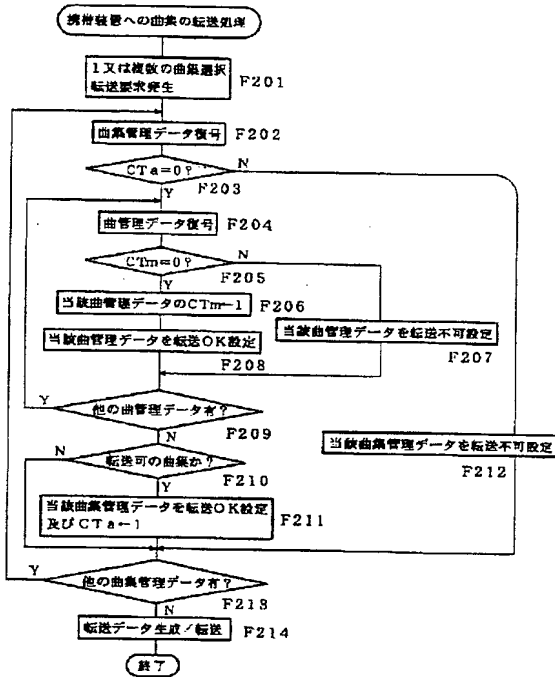 携帯装置への曲集の転送処理
1又は複数の曲集選択
転送要求発生
F201
曲集管理データ復号 F202
CTa=0?
N
Y
F203
曲管理データ復号 F204
CTm=0?
N
Y
F205
当該曲管理データのCTm←1
F206
当該曲管理データを転送不可設定
F207
当該曲管理データを転送OK設定
F208
Y
他の曲管理データ有?
N
F209
N
転送可の曲集か?
Y
F210
当該曲集管理データを転送OK設定
及びCTa←1
F211
当該曲集管理データを転送不可設定
F212
Y
他の曲集管理データ有?
N
F213
転送データ生成/転送
F214
終了